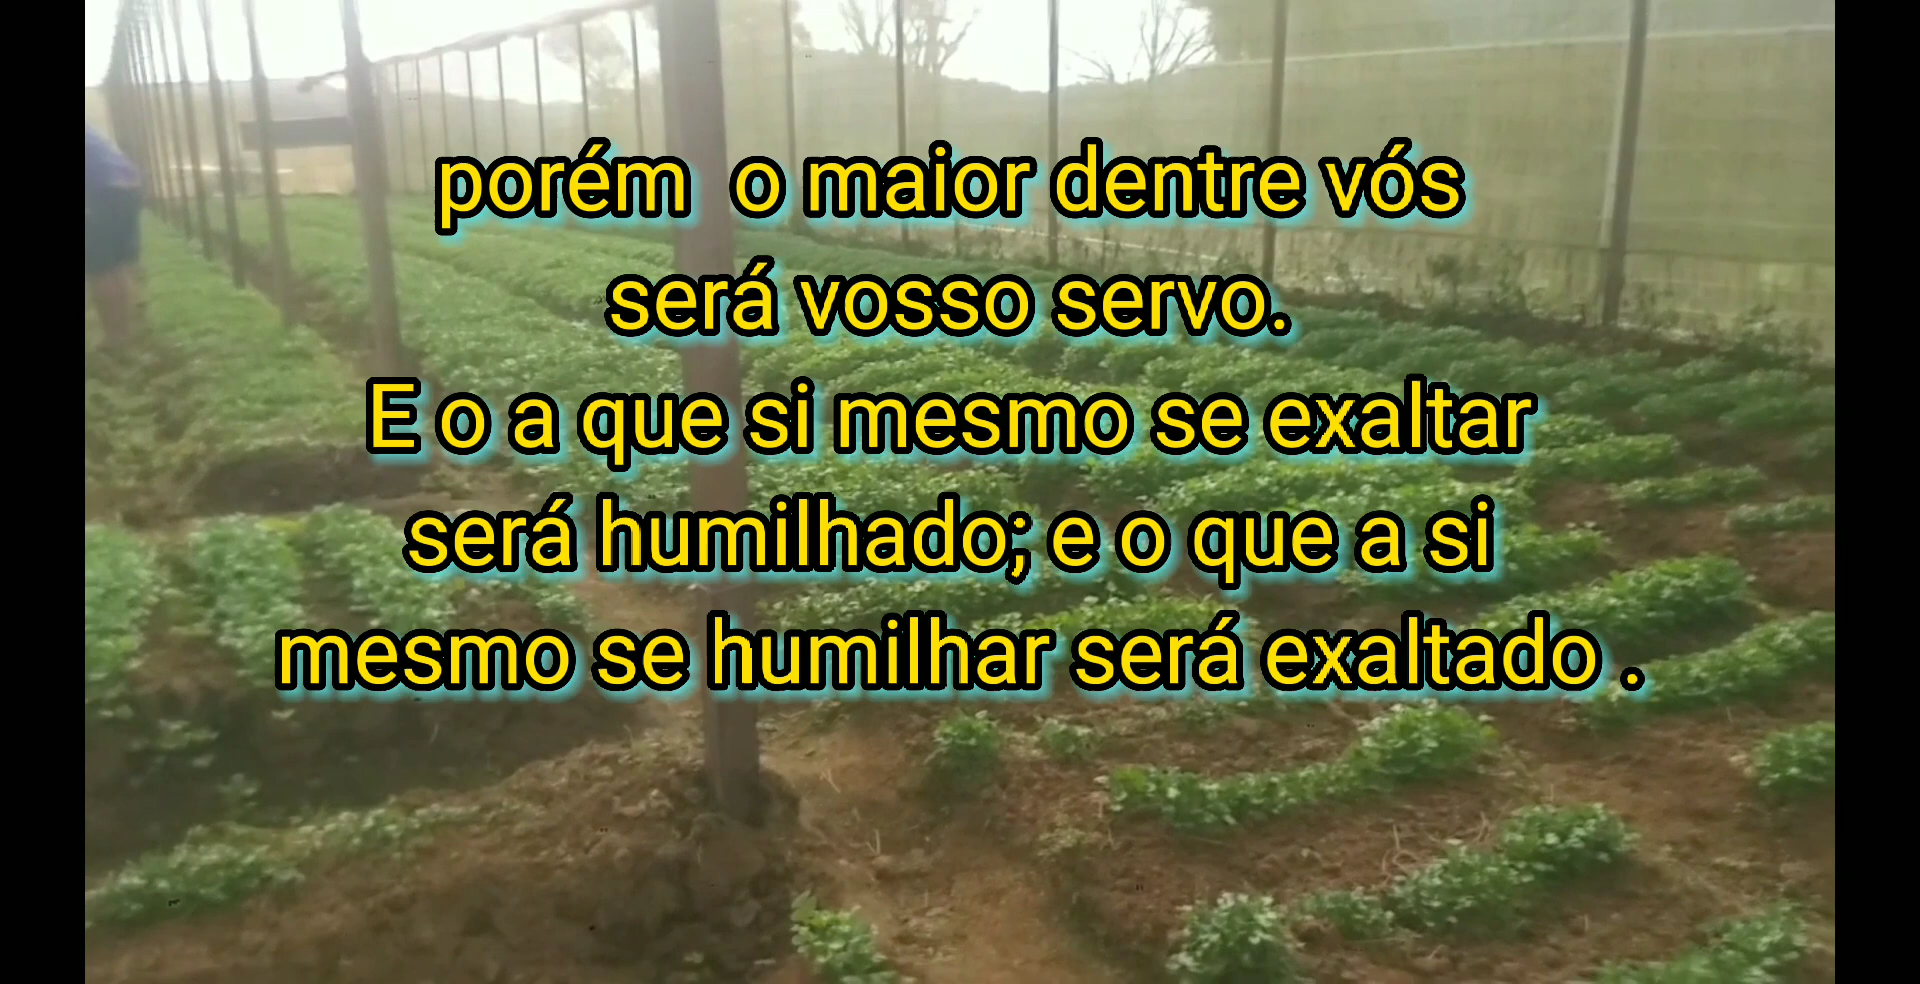 porém  o maior dentre vós
será vosso servo.
E o a que si mesmo se exaltar
será humilhado; e o que a si
mesmo se humilhar será exaltado .